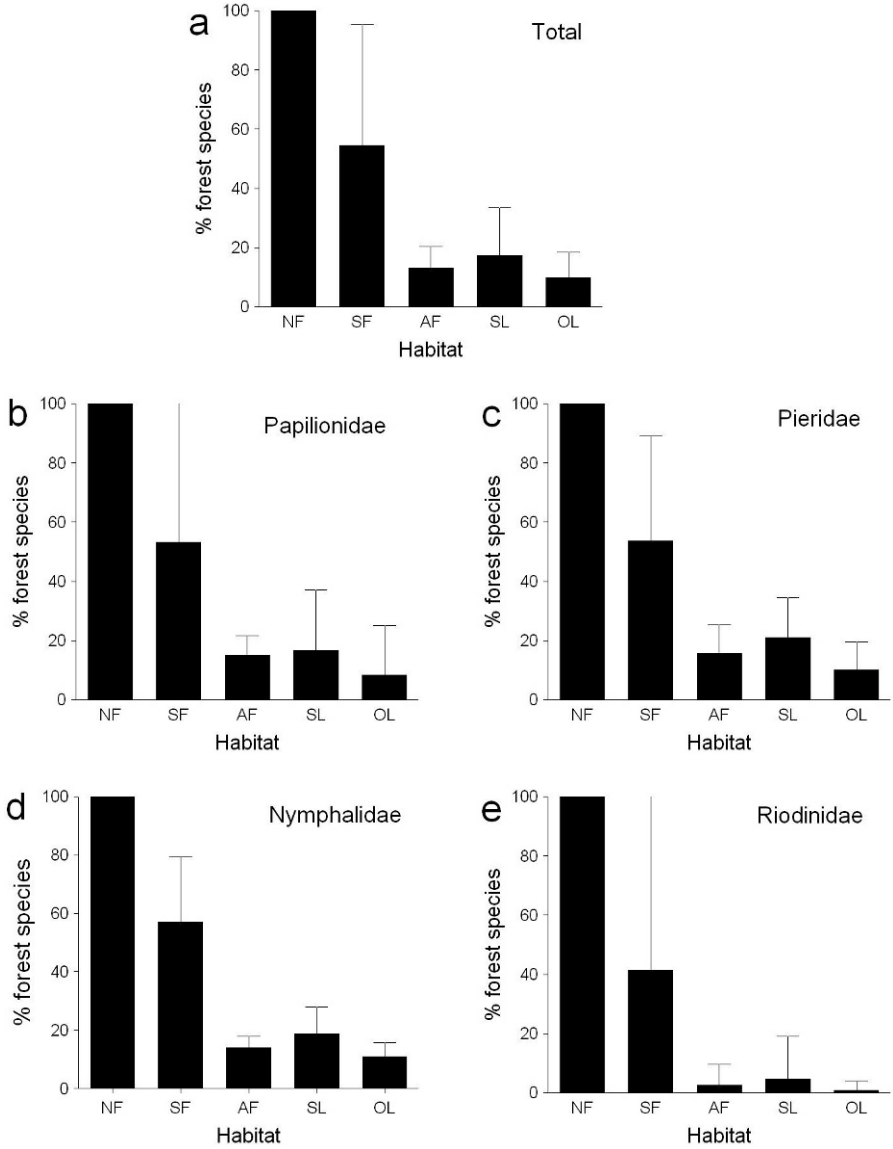 a
Total
% forest species
100
80
60
40
20
0
NF SF AF SL OL
Habitat
b
Papilionidae
% forest species
100
80
60
40
20
0
NF SF AF SL OL
Habitat
c
Pieridae
% forest species
100
80
60
40
20
0
NF SF AF SL OL
Habitat
d
Nymphalidae
% forest species
100
80
60
40
20
0
NF SF AF SL OL
Habitat
e
Riodinidae
% forest species
100
80
60
40
20
0
NF SF AF SL OL
Habitat